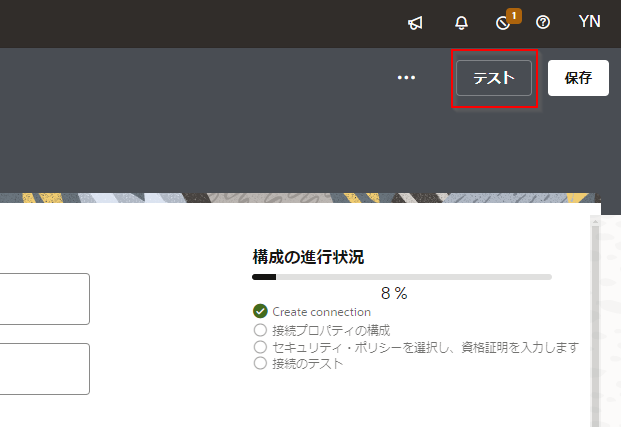 1
YN
テスト
保存
構成の進行状況
8 %
Create connection
接続プロパティの構成
セキュリティ・ポリシーを選択し、資格証明を入力します
接続のテスト